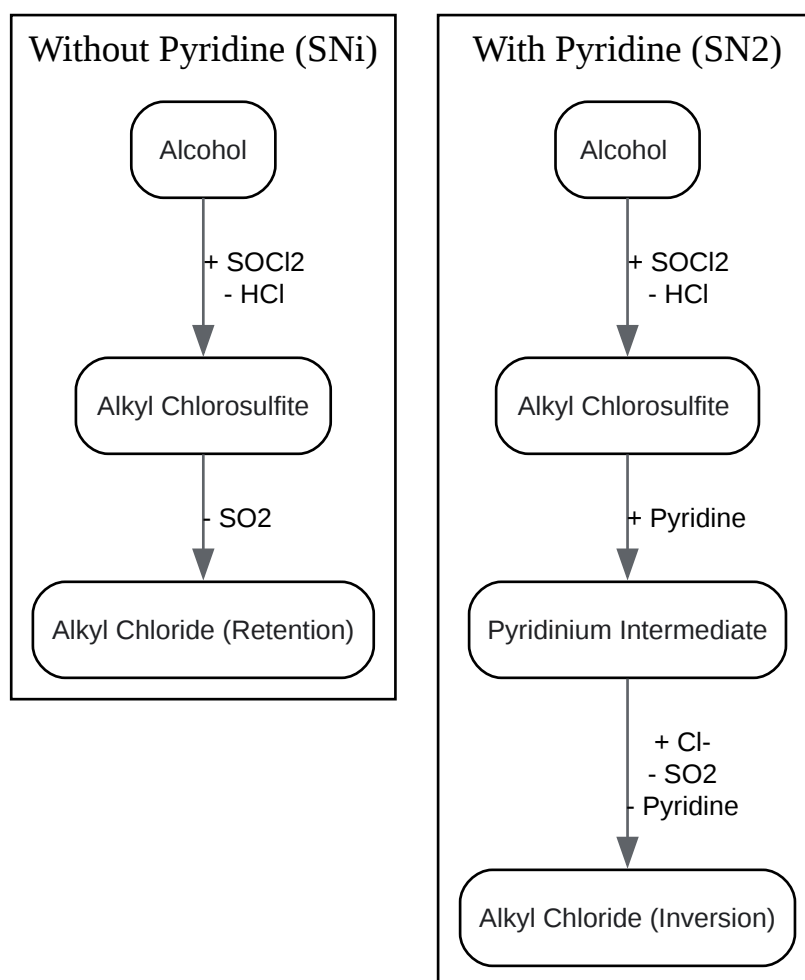 Without Pyridine (SNi)
Alcohol
+ SOCl2
- HCl
Alkyl Chlorosulfite
- SO2
Alkyl Chloride (Retention)
With Pyridine (SN2)
Alcohol
+ SOCl2
- HCl
Alkyl Chlorosulfite
+ Pyridine
Pyridinium Intermediate
+ Cl-
- SO2
- Pyridine
Alkyl Chloride (Inversion)